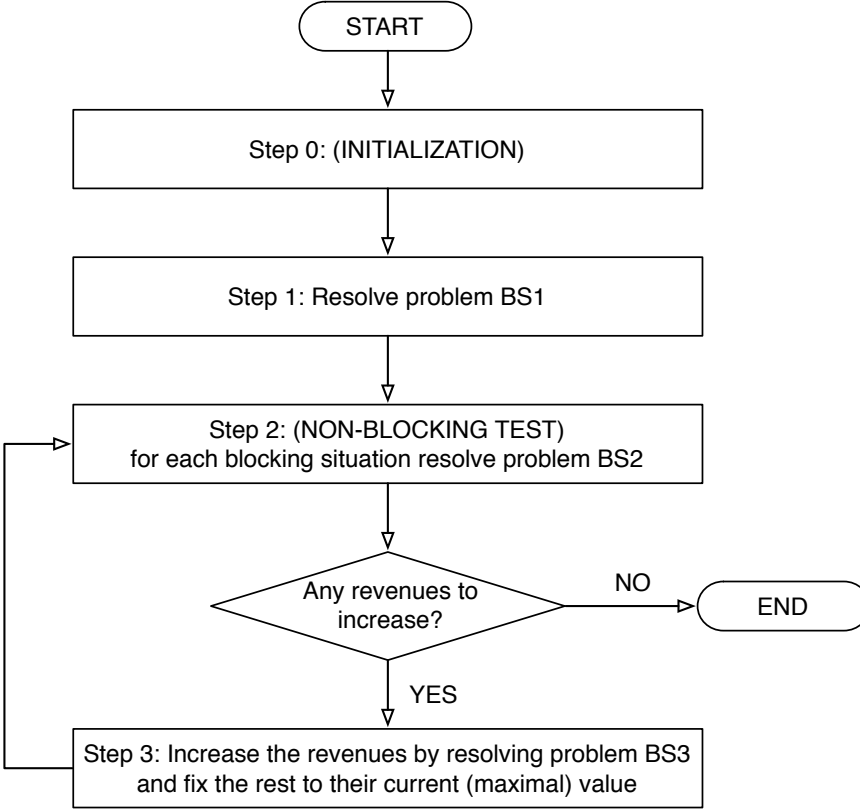 START
Step 0: (INITIALIZATION)
Step 1: Resolve problem BS1
Step 2: (NON-BLOCKING TEST)
for each blocking situation resolve problem BS2
Any revenues to
increase?
NO
END
YES
Step 3: Increase the revenues by resolving problem BS3
and fix the rest to their current (maximal) value